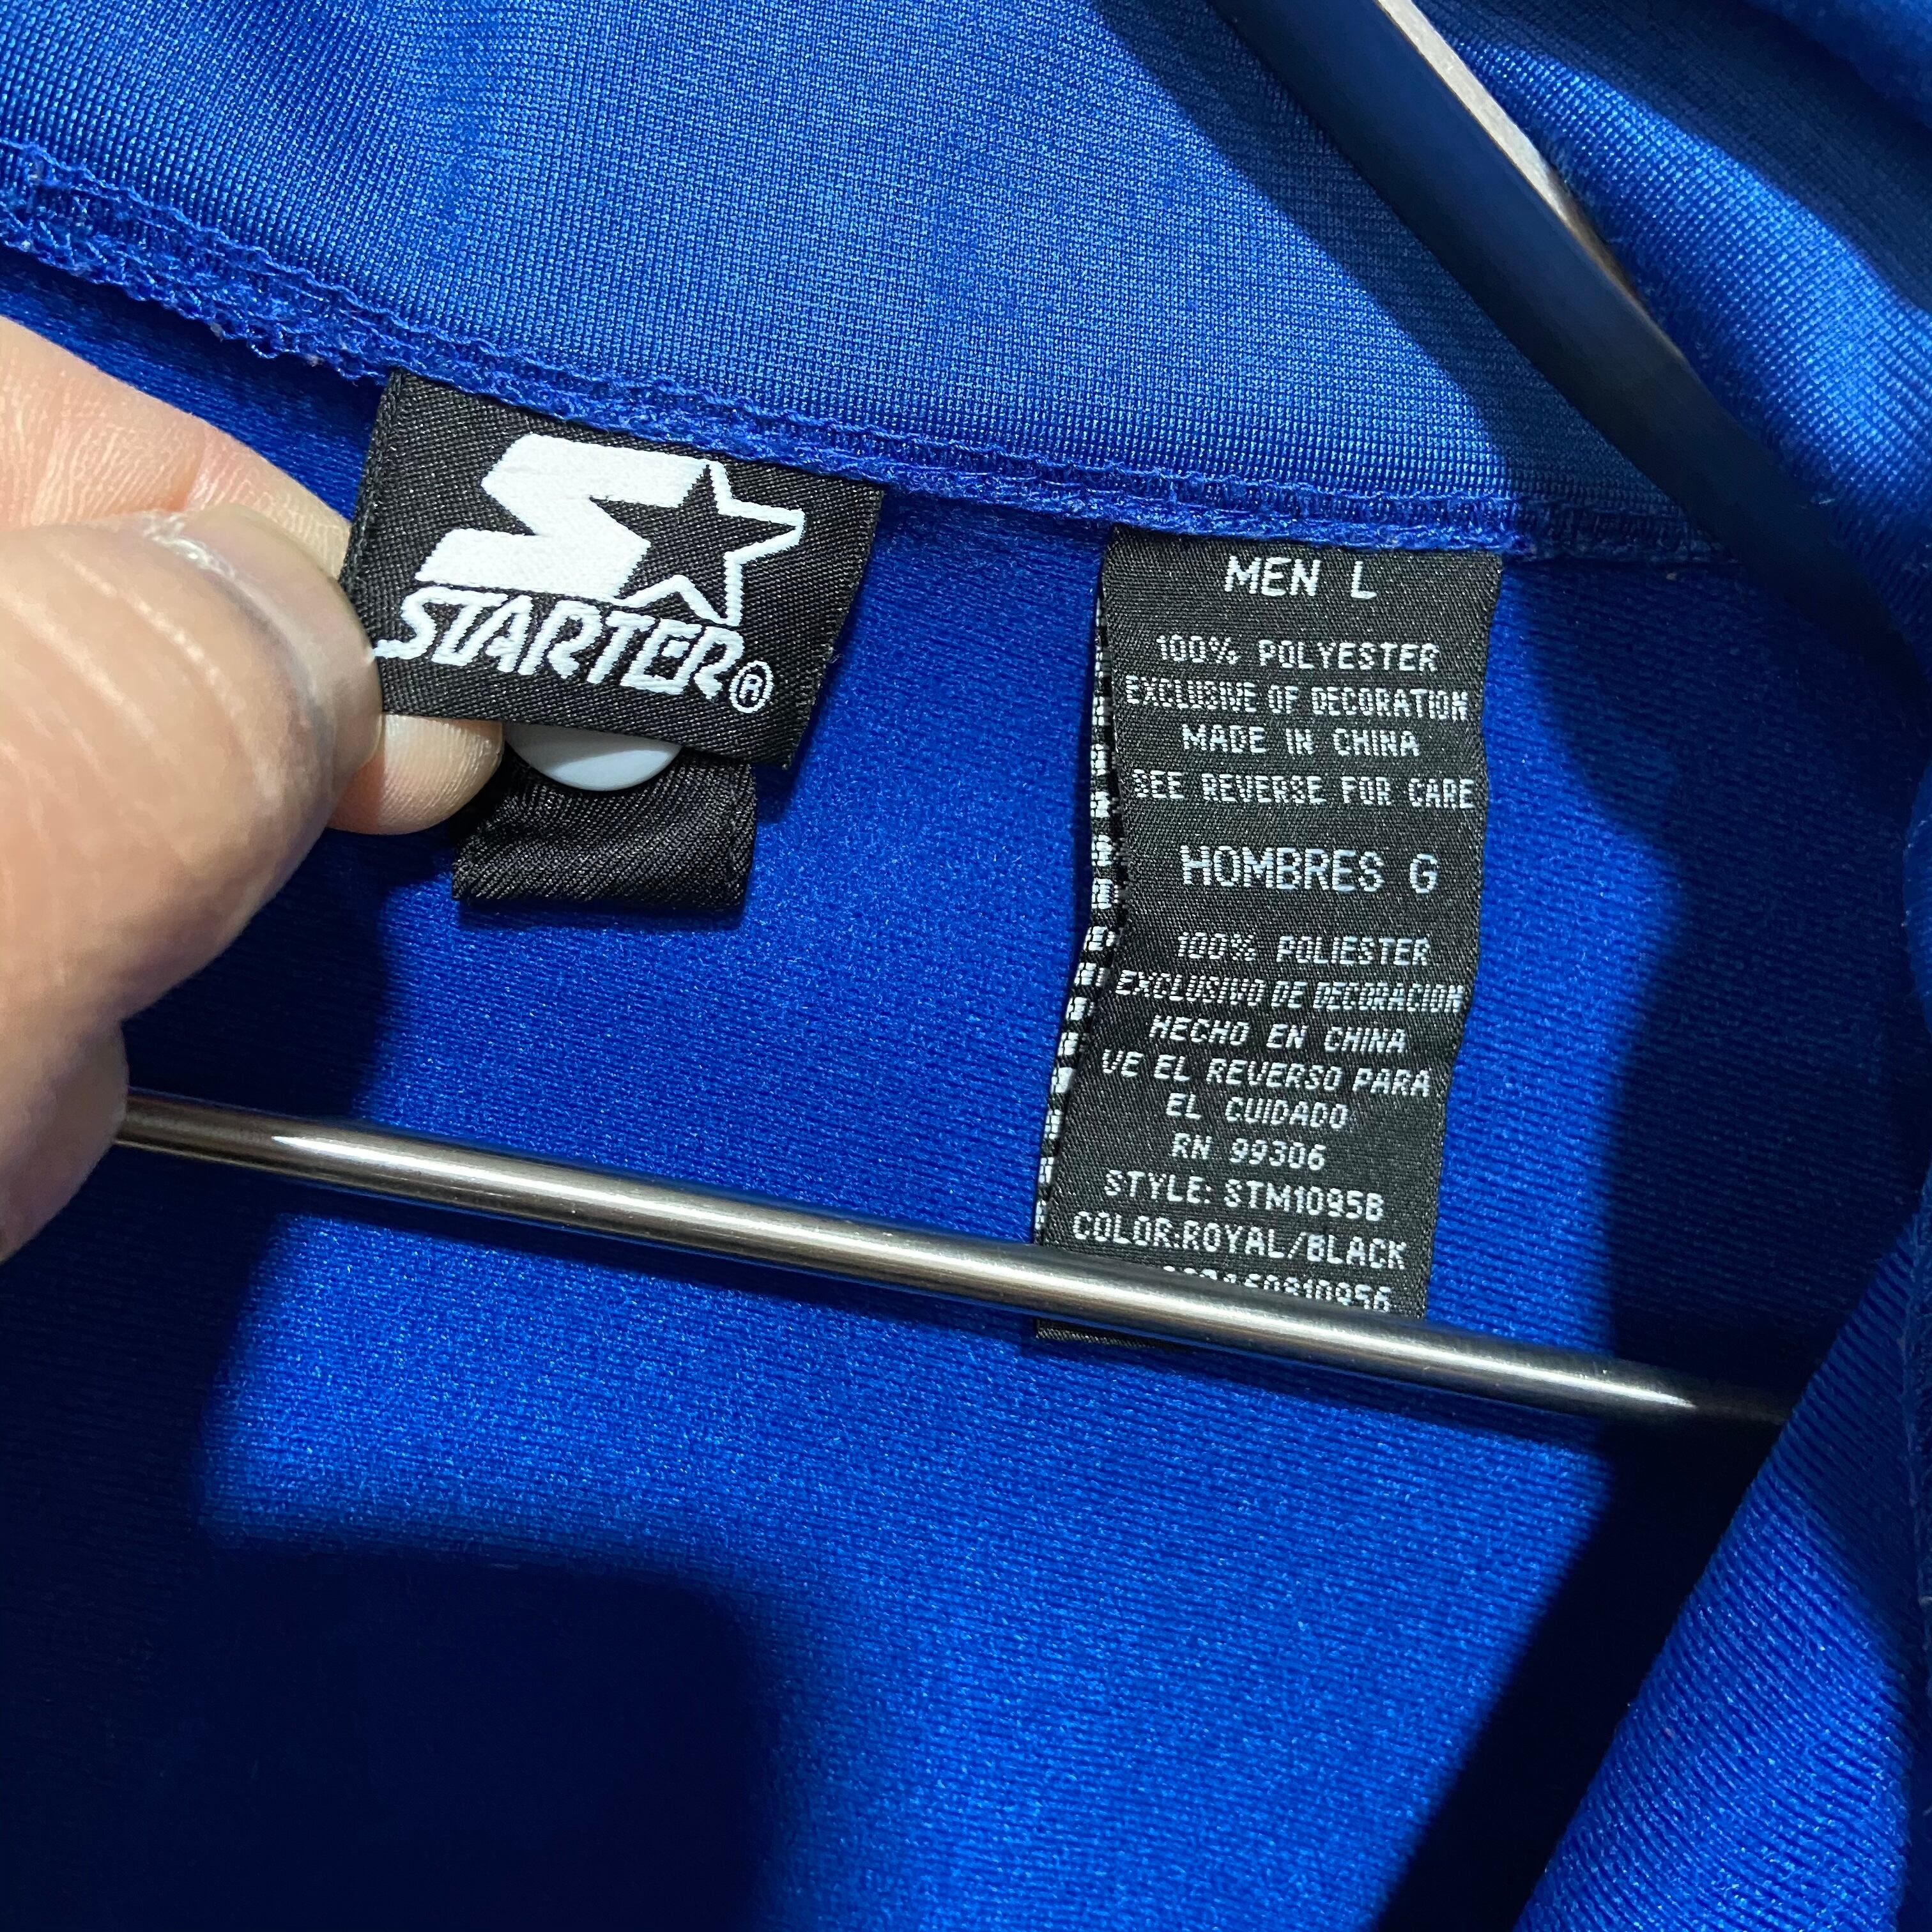 STARTER®
MEN L
100% POLYESTER
EXCLUSIVE OF DECORATION
MADE IN CHINA
SEE REVERSE FOR CARE
HOMBRES G
100% POLIESTER
EXCLUSIVO DE DECORACION
HECHO EN CHINA
VE EL REVERSO PARA
EL CUIDADO
RN 99306
STYLE: STM1095B
COLOR:ROYAL/BLACK